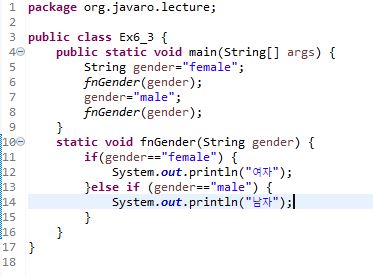 1 package org.javaro.lecture;
2
3 public class Ex6_3 {
4 public static void main(String[] args) {
5 String gender="female";
6 fnGender(gender);
7 gender="male";
8 fnGender(gender);
9 }
10 static void fnGender(String gender) {
11 if(gender=="female") {
12 System.out.println("여자");
13 }else if (gender=="male") {
14 System.out.println("남자");
15 }
16 }
17 }
18